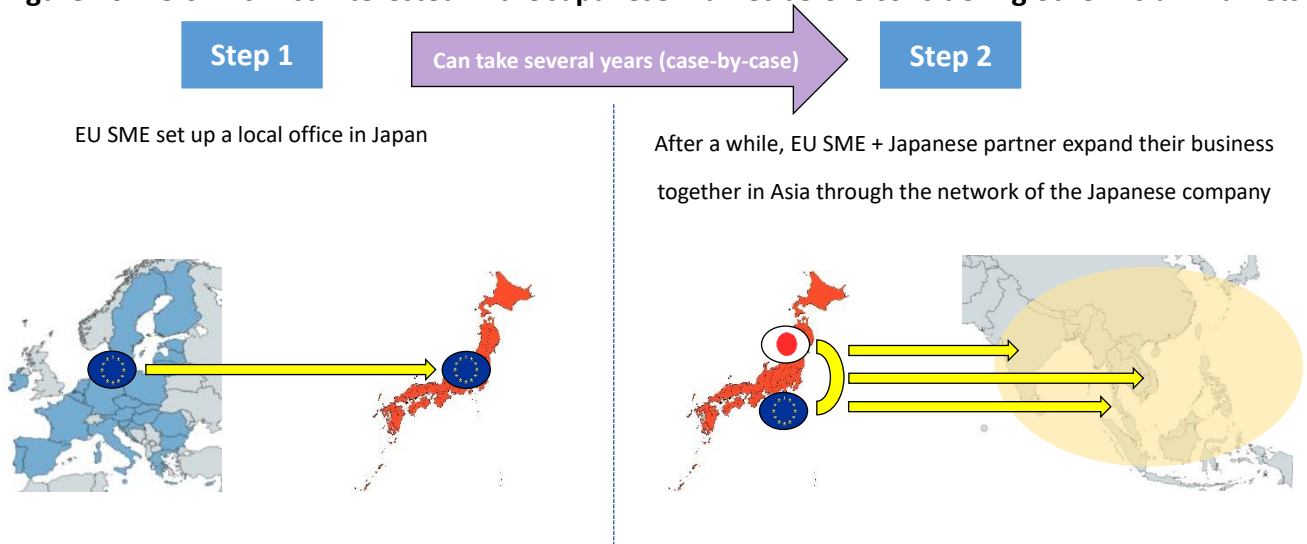 Step 1
Can take several years (case-by-case)
Step 2
EU SME set up a local office in Japan
After a while, EU SME + Japanese partner expand their business
together in Asia through the network of the Japanese company